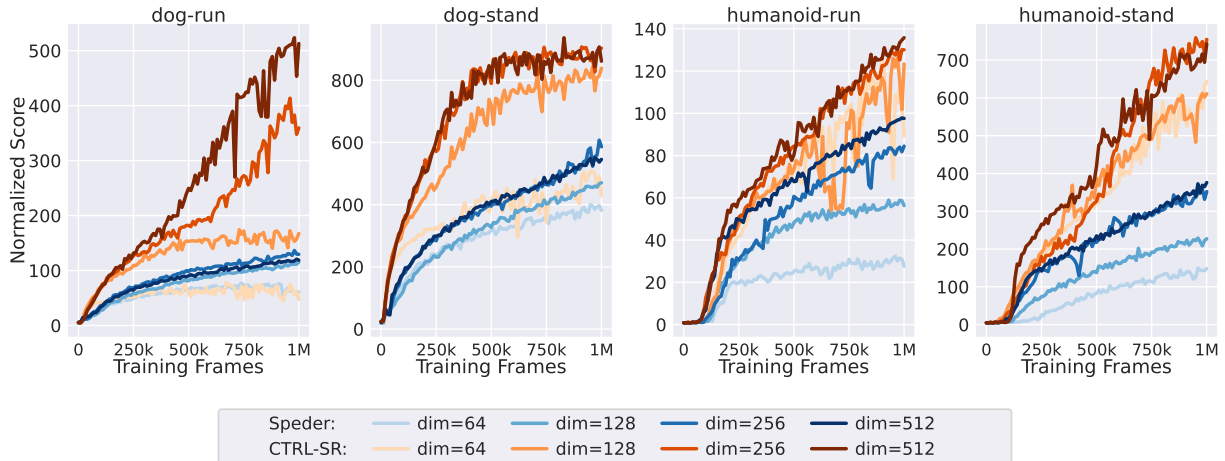 dog-run
dog-stand
humanoid-run
humanoid-stand
Normalized Score
500
400
300
200
100
0
800
600
400
200
0
140
120
100
80
60
40
20
0
700
600
500
400
300
200
100
0
0 250k 500k 750k 1M
0 250k 500k 750k 1M
0 250k 500k 750k 1M
0 250k 500k 750k 1M
Training Frames
Training Frames
Training Frames
Training Frames
Speder: dim=64 dim=128 dim=256 dim=512
CTRL-SR: dim=64 dim=128 dim=256 dim=512